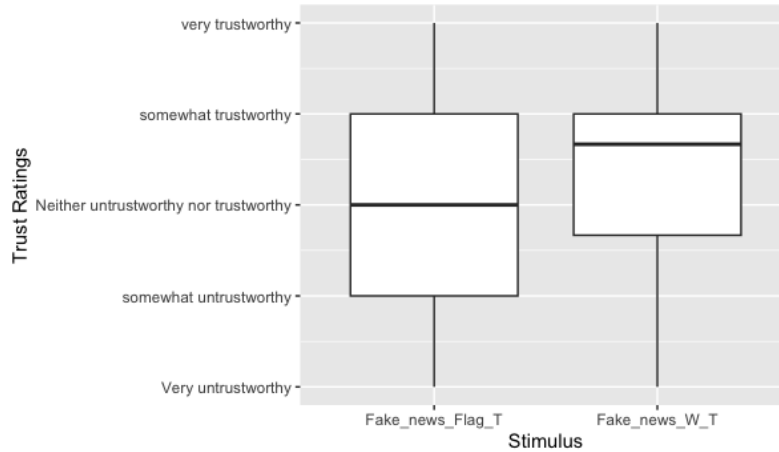 very trustworthy
somewhat trustworthy
Neither untrustworthy nor trustworthy
somewhat untrustworthy
Very untrustworthy
Trust Ratings
Fake_news_Flag_T
Fake_news_W_T
Stimulus